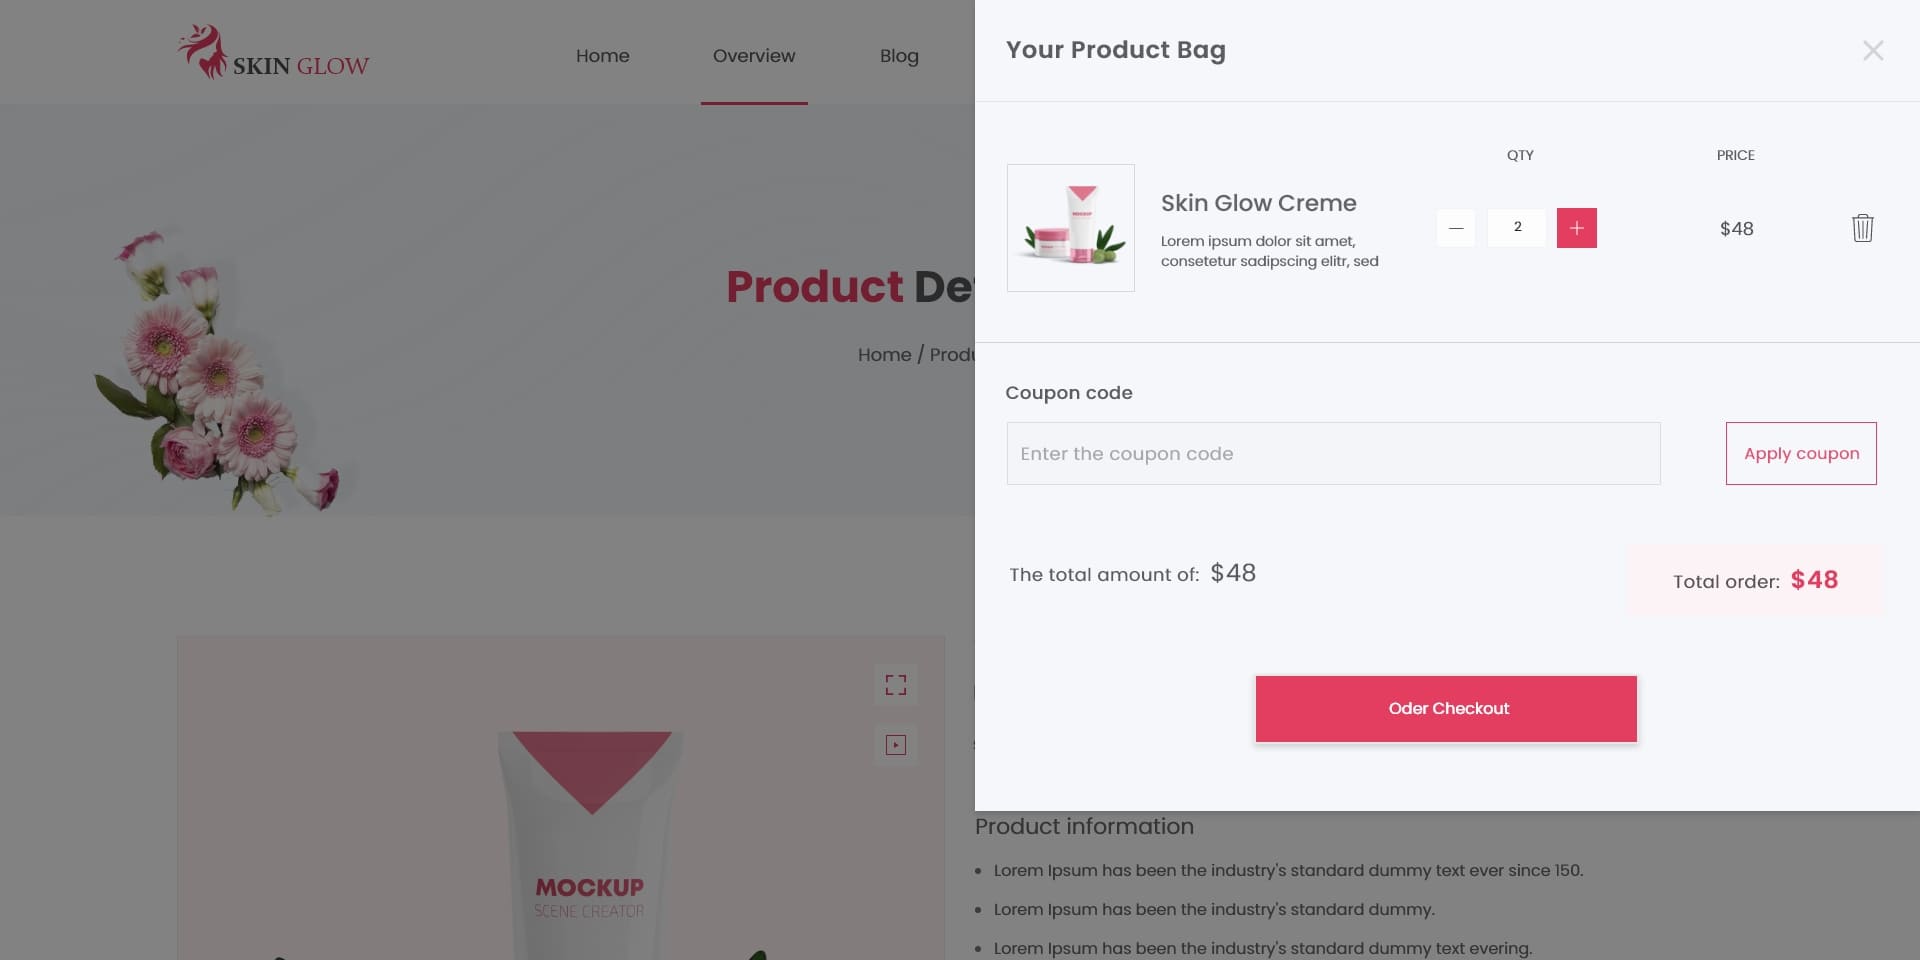 SKIN GLOW
Home
Overview
Blog
Product De
Home / Produ
Your Product Bag
QTY
PRICE
Skin Glow Creme
Lorem ipsum dolor sit amet,
consetetur sadipscing elitr, sed
2
$48
Coupon code
Enter the coupon code
Apply coupon
The total amount of: $48
Total order: $48
Oder Checkout
MOCKUP
SCENE CREATOR
Product information
Lorem Ipsum has been the industry's standard dummy text ever since 150.
Lorem Ipsum has been the industry's standard dummy.
Lorem Ipsum has been the industry's standard dummy text evering.